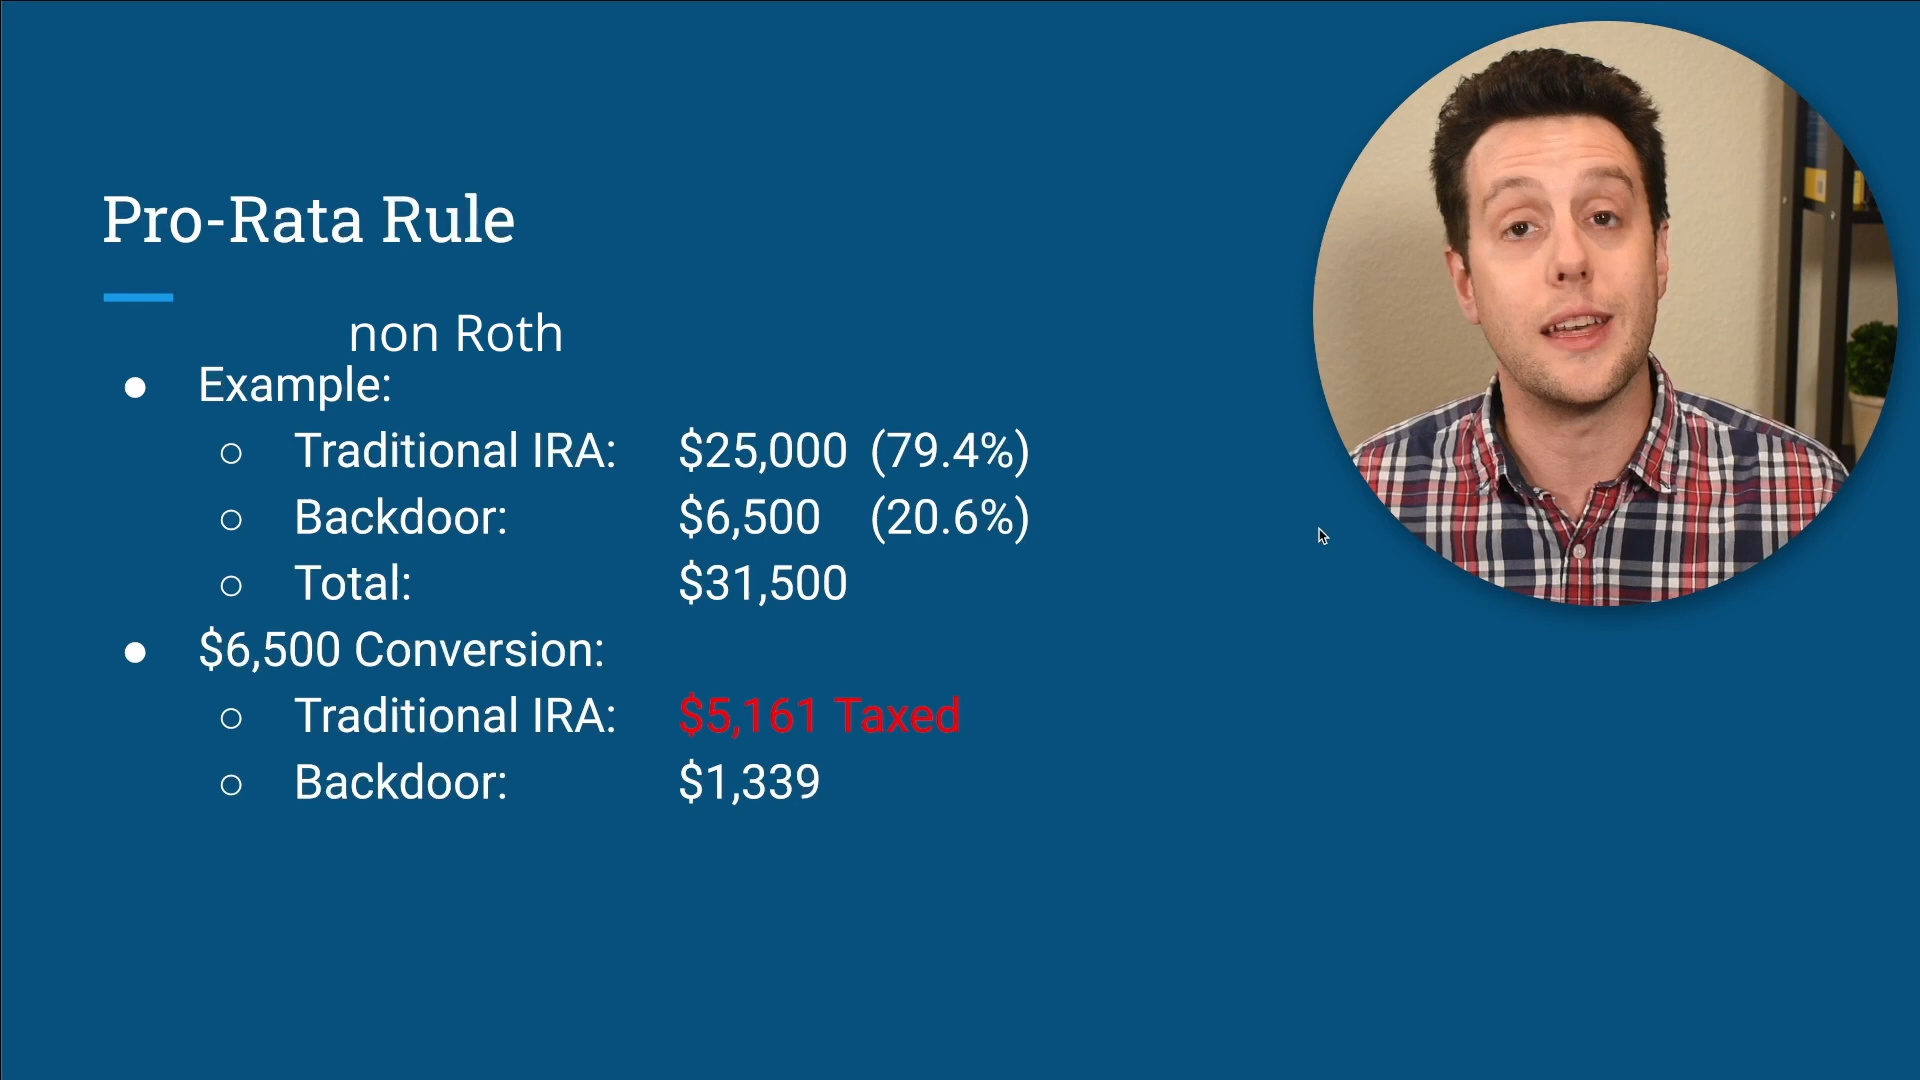 Pro-Rata Rule
non Roth
● Example:
○ Traditional IRA: $25,000 (79.4%)
○ Backdoor: $6,500 (20.6%)
○ Total: $31,500
● $6,500 Conversion:
○ Traditional IRA: $5,161 Taxed
○ Backdoor: $1,339